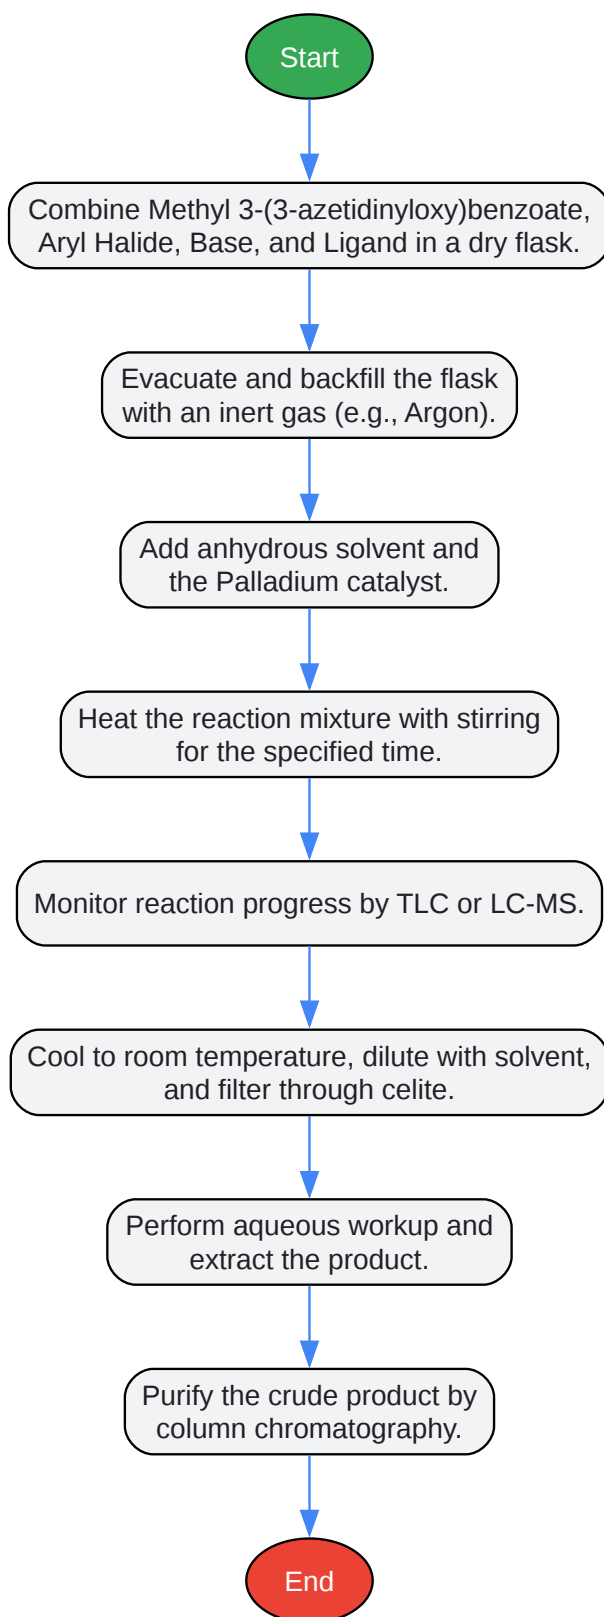 Start
Combine Methyl 3-(3-azetidinyloxy)benzoate,
Aryl Halide, Base, and Ligand in a dry flask.
Evacuate and backfill the flask
with an inert gas (e.g., Argon).
Add anhydrous solvent and
the Palladium catalyst.
Heat the reaction mixture with stirring
for the specified time.
Monitor reaction progress by TLC or LC-MS.
Cool to room temperature, dilute with solvent,
and filter through celite.
Perform aqueous workup and
extract the product.
Purify the crude product by
column chromatography.
End